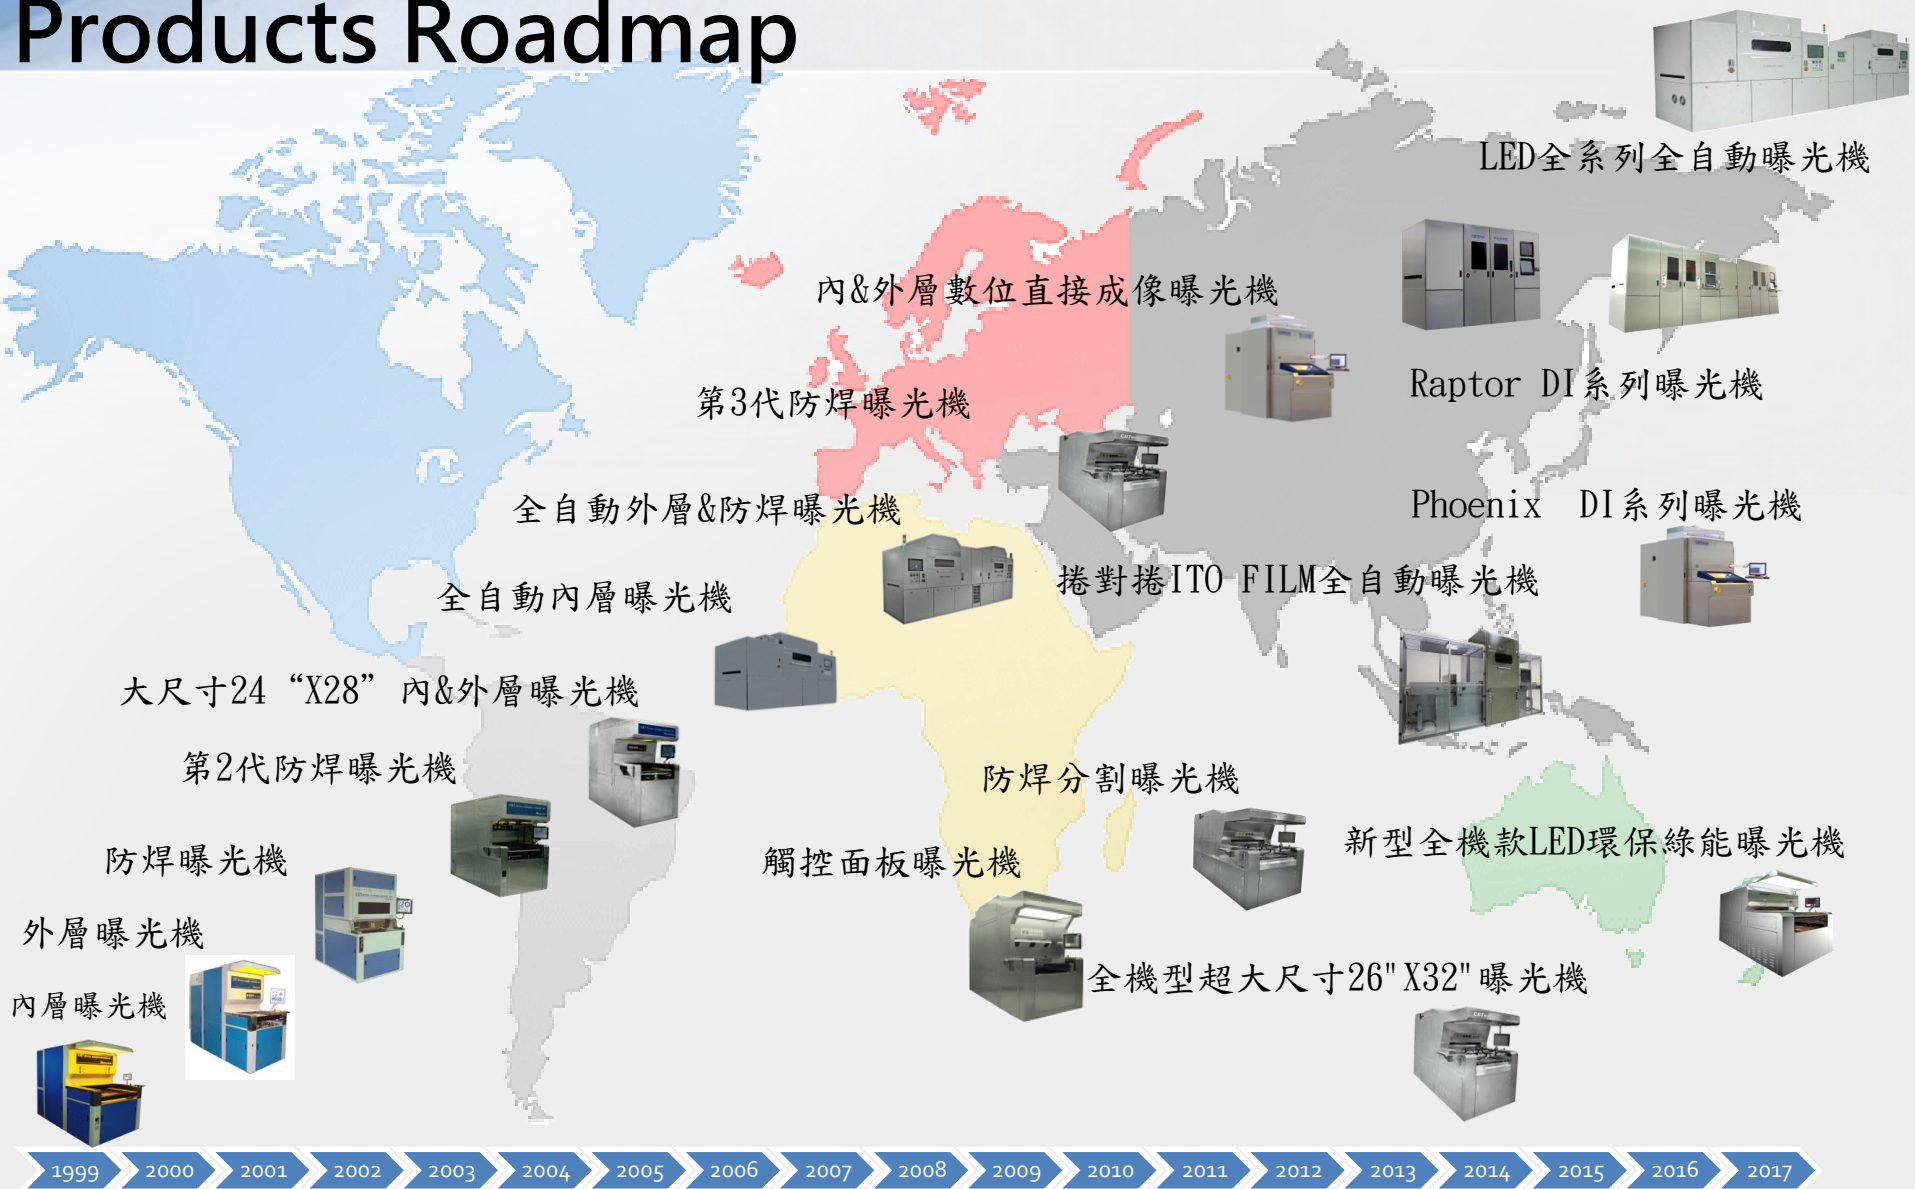 Products Roadmap
LED全系列全自動曝光機
內&外層數位直接成像曝光機
Raptor DI系列曝光機
第3代防焊曝光機
Phoenix DI系列曝光機
全自動外層&防焊曝光機
捲對捲ITO FILM全自動曝光機
全自動內層曝光機
大尺寸24“X28”內&外層曝光機
第2代防焊曝光機
防焊分割曝光機
新型全機款LED環保綠能曝光機
防焊曝光機
觸控面板曝光機
外層曝光機
全機型超大尺寸26"X32"曝光機
內層曝光機
1999 2000 2001 2002 2003 2004 2005 2006 2007 2008 2009 2010 2011 2012 2013 2014 2015 2016 2017